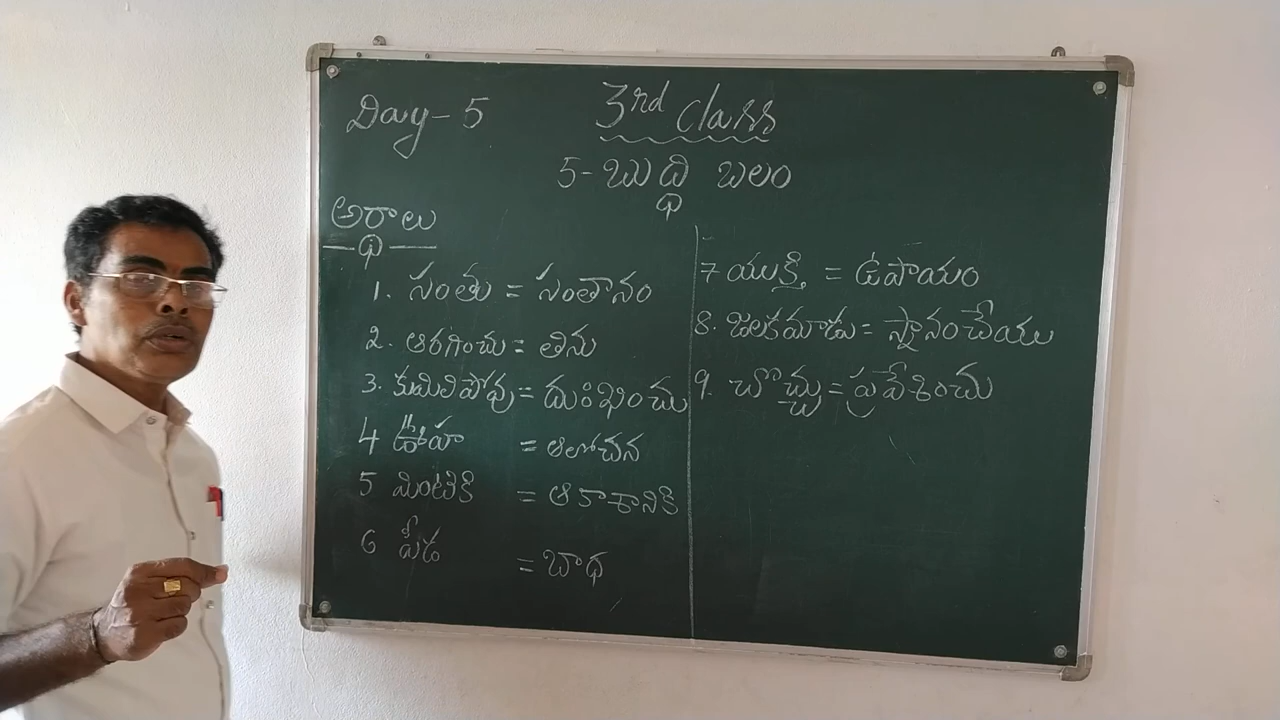 Day-5
3rd class
5-బుద్ధి బలం
అర్థాలు
1. సంతు = సంతానం
2. ఆరగించు = తిను
3. కుమిలిపోవు = దుఃఖించు
4 ఊహ = ఆలోచన
5 మింటికి = ఆకాశానికి
6 పీడ = బాధ
7 యుక్తి = ఉపాయం
8. జలకమాడు = స్నానంచేయు
9. చొచ్చు = ప్రవేశించు